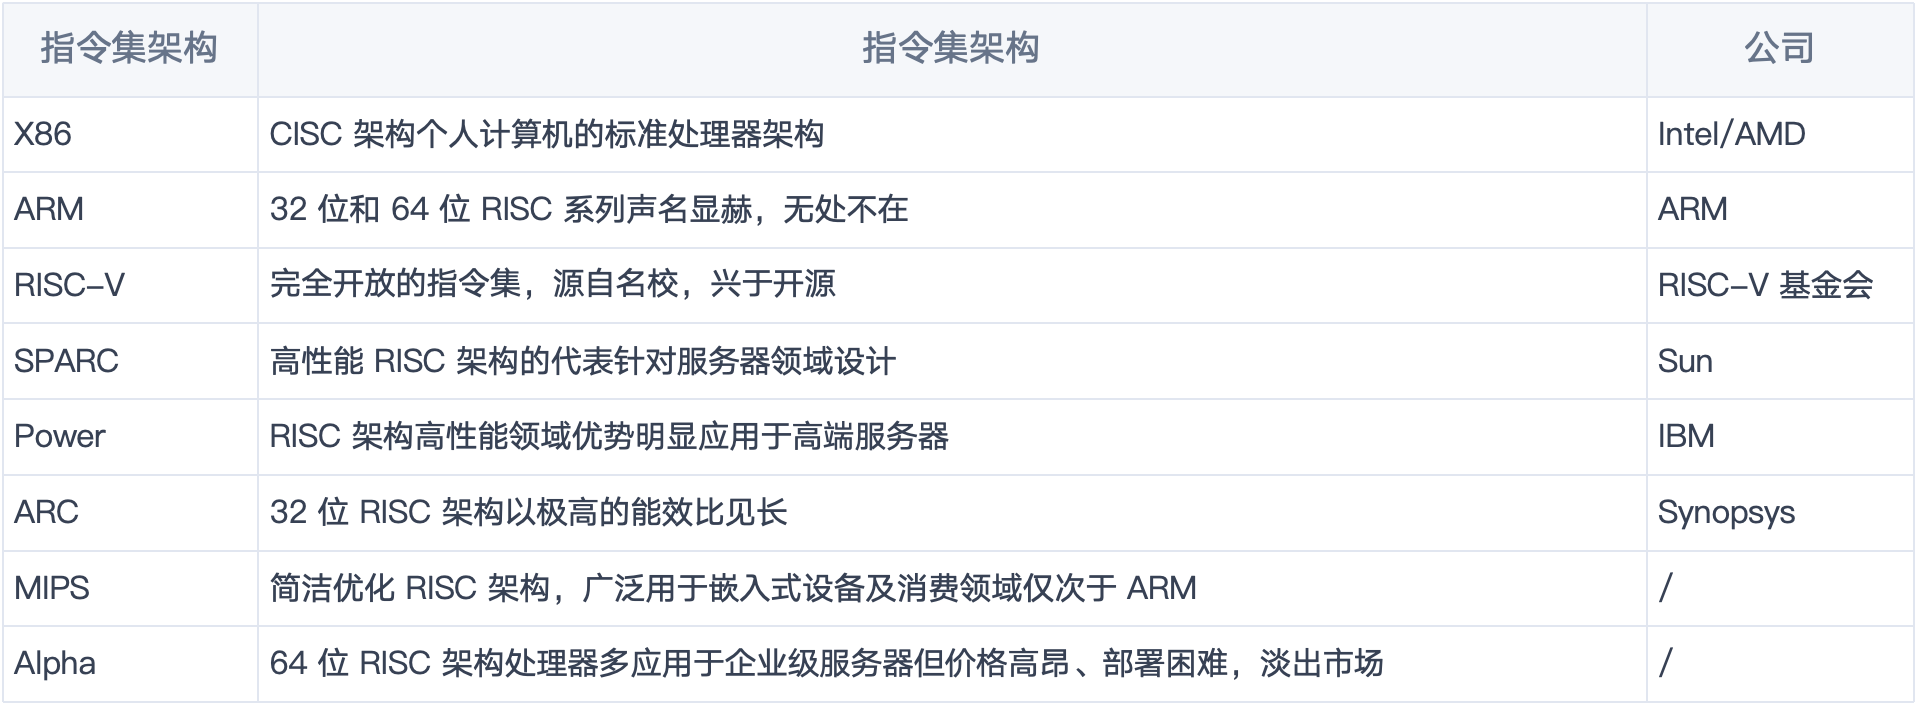 指令集架构 指令集架构 公司
X86 CISC 架构个人计算机的标准处理器架构 Intel/AMD
ARM 32 位和 64 位 RISC 系列声名显赫，无处不在 ARM
RISC-V 完全开放的指令集，源自名校，兴于开源 RISC-V 基金会
SPARC 高性能 RISC 架构的代表针对服务器领域设计 Sun
Power RISC 架构高性能领域优势明显应用于高端服务器 IBM
ARC 32 位 RISC 架构以极高的能效比见长 Synopsys
MIPS 简洁优化 RISC 架构，广泛用于嵌入式设备及消费领域仅次于 ARM /
Alpha 64 位 RISC 架构处理器多应用于企业级服务器但价格高昂、部署困难，淡出市场 /